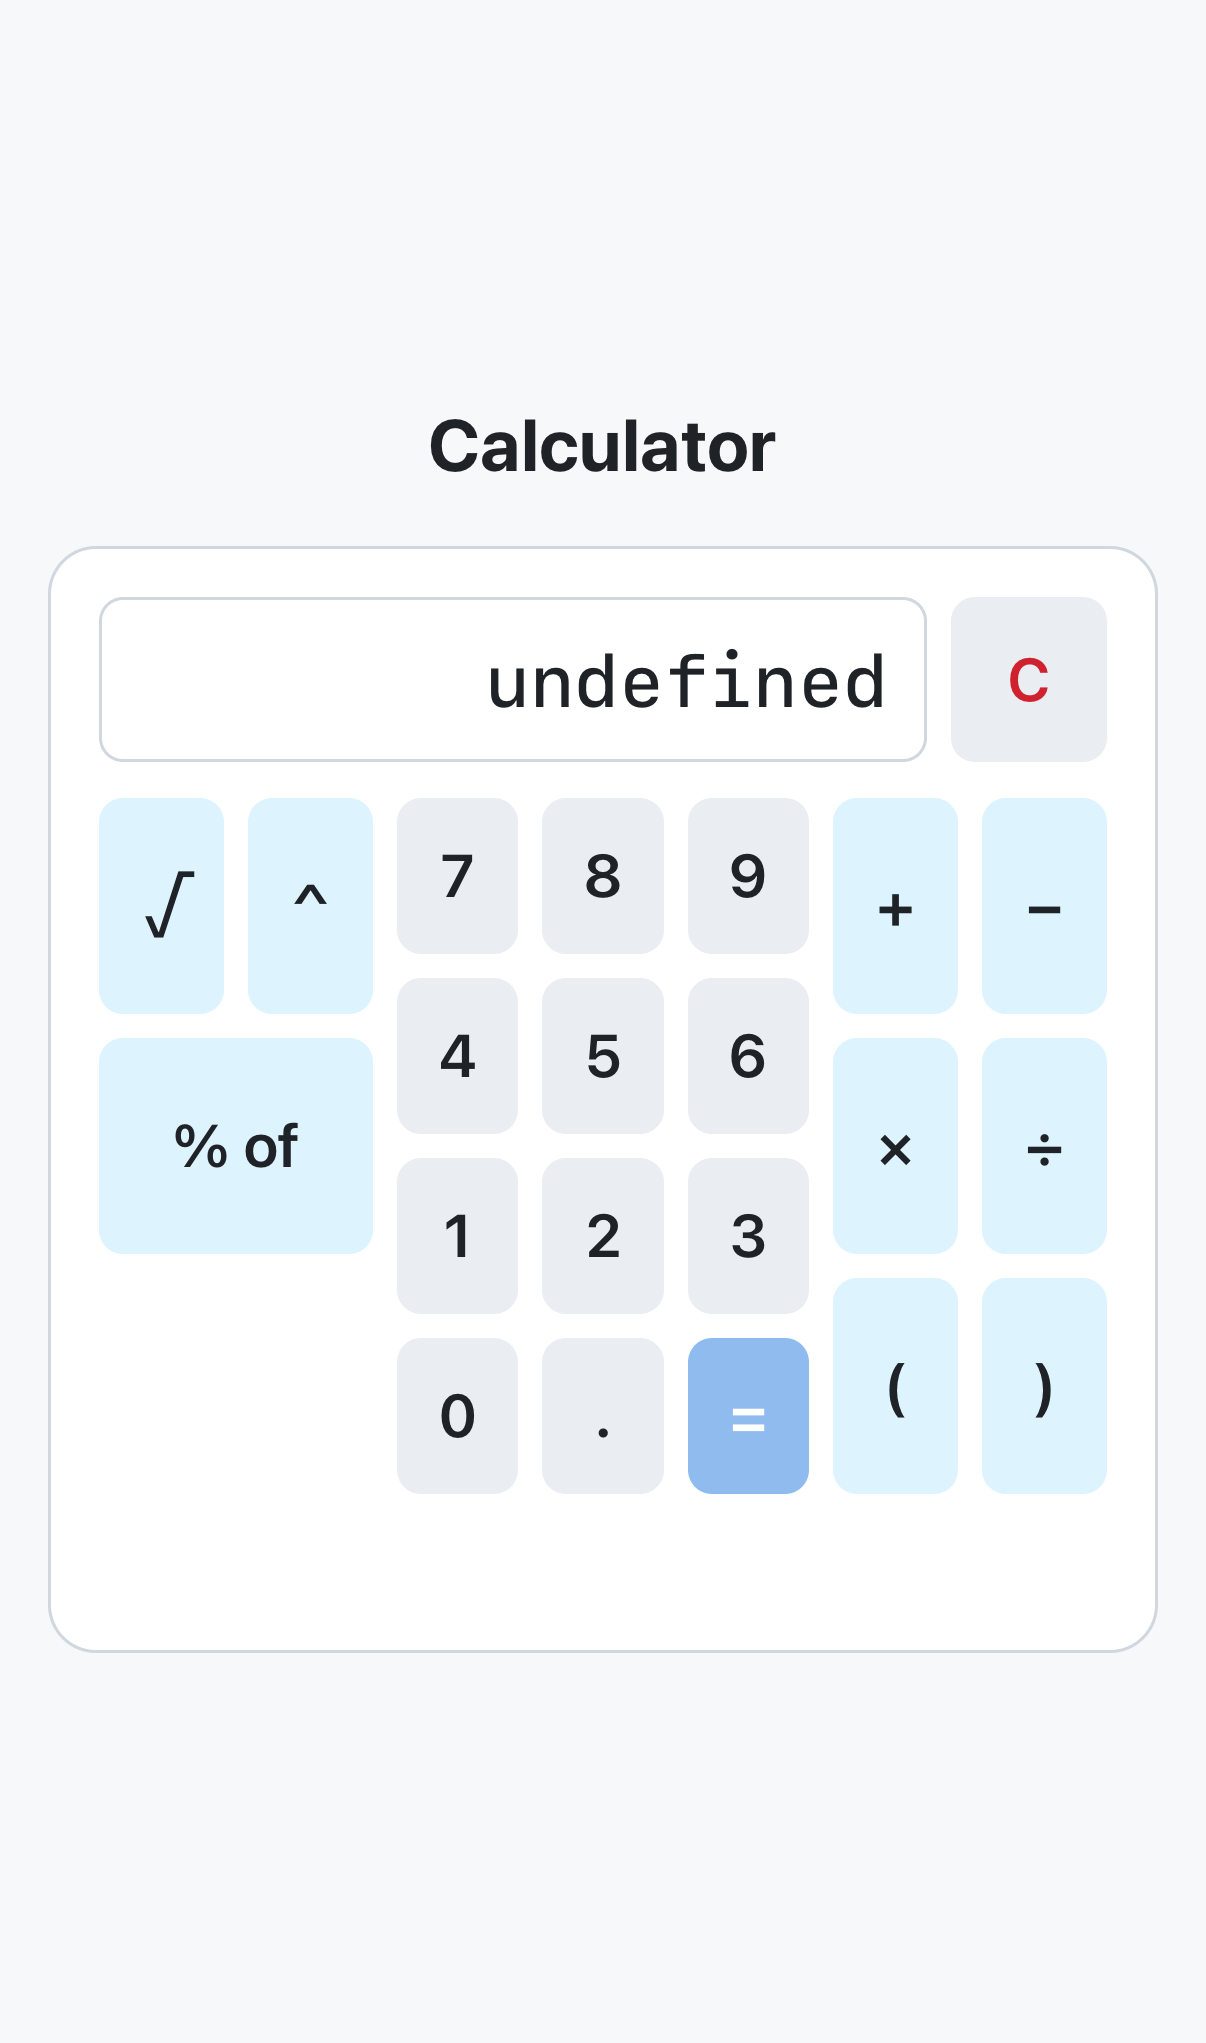 Calculator
undefined C
√ ^ 7 8 9 + −
4 5 6
% of × ÷
1 2 3
0 . = ( )